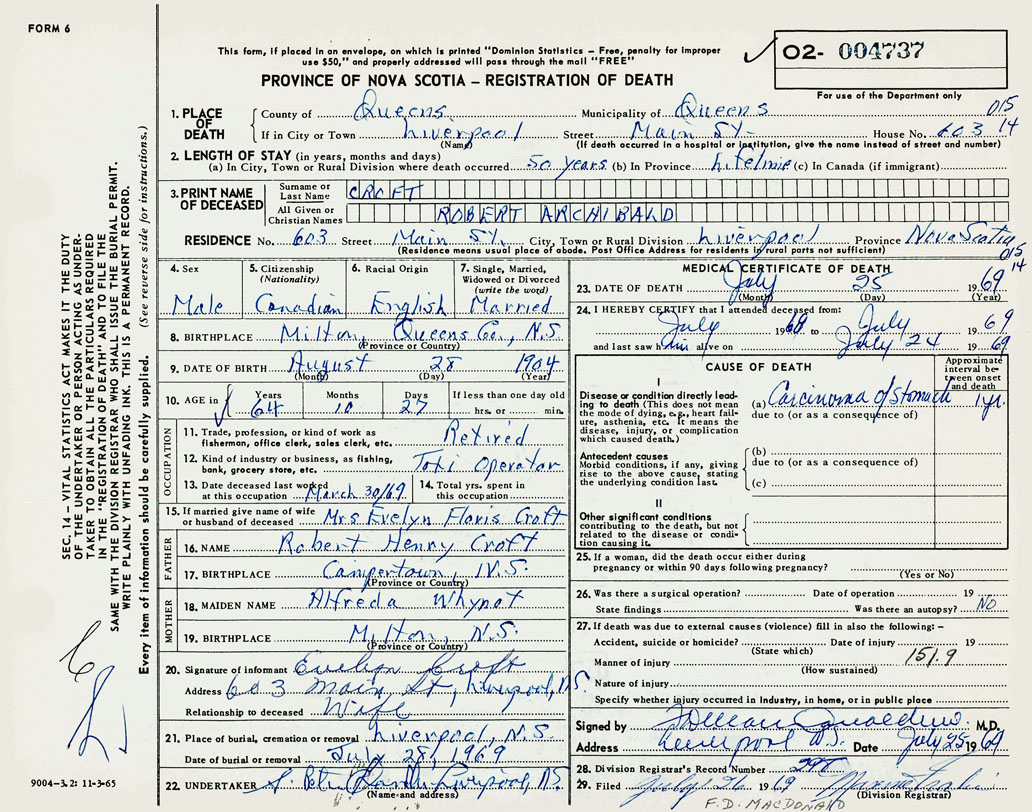 FORM 6
This form, if placed in an envelope, on which is printed "Dominion Statistics – Free, penalty for improper
use $50," and properly addressed will pass through the mail "FREE"
O2- 004737
For use of the Department only
PROVINCE OF NOVA SCOTIA – REGISTRATION OF DEATH
015
14
1. PLACE OF DEATH
County of Queens Municipality of Queens
If in City or Town Liverpool Street Main St. House No. 603
(Name) (If death occurred in a hospital or institution, give the name instead of street and number)
2. LENGTH OF STAY (in years, months and days)
(a) In City, Town or Rural Division where death occurred 50 years (b) In Province Lifetime (c) In Canada (if immigrant)
3. PRINT NAME OF DECEASED
Surname or Last Name CROFT
All Given or Christian Names ROBERT ARCHIBALD
RESIDENCE No. 603 Street Main St. City, Town or Rural Division Liverpool Province Nova Scotia
(Residence means usual place of abode. Post Office Address for residents in rural parts not sufficient)
015
14
4. Sex
Male
5. Citizenship (Nationality)
Canadian
6. Racial Origin
English
7. Single, Married, Widowed or Divorced (write the word)
Married
8. BIRTHPLACE Milton, Queens Co., N.S.
(Province or Country)
9. DATE OF BIRTH August 28 1904
(Month) (Day) (Year)
10. AGE in
Years Months Days If less than one day old
64 10 27 hrs. or min.
OCCUPATION
11. Trade, profession, or kind of work as fisherman, office clerk, sales clerk, etc. Retired
12. Kind of industry or business, as fishing, bank, grocery store, etc. Taxi Operator
13. Date deceased last worked at this occupation March 30/69
14. Total yrs. spent in this occupation
15. If married give name of wife or husband of deceased Mrs Evelyn Floris Croft
FATHER
16. NAME Robert Henry Croft
17. BIRTHPLACE Campertown, N.S.
(Province or Country)
MOTHER
18. MAIDEN NAME Alfreda Whynot
19. BIRTHPLACE Milton, N.S.
(Province or Country)
20. Signature of informant Evelyn Croft
Address 603 Main St, Liverpool, N.S.
Relationship to deceased Wife
21. Place of burial, cremation or removal Liverpool, N.S.
Date of burial or removal July 28, 1969
22. UNDERTAKER Liverpool, N.S.
(Name and address)
MEDICAL CERTIFICATE OF DEATH
23. DATE OF DEATH July 25 1969
(Month) (Day) (Year)
24. I HEREBY CERTIFY that I attended deceased from:
July 1968 to July 1969
and last saw him alive on July 24 1969
CAUSE OF DEATH
Approximate interval between onset and death
I
Disease or condition directly leading to death (This does not mean the mode of dying, e.g., heart failure, asthenia, etc. It means the disease, injury, or complication which caused death.)
(a) Carcinoma of Stomach 1 yr.
due to (or as a consequence of)
Antecedent causes
Morbid conditions, if any, giving rise to the above cause, stating the underlying condition last.
(b)
due to (or as a consequence of)
(c)
II
Other significant conditions contributing to the death, but not related to the disease or condition causing it.
25. If a woman, did the death occur either during pregnancy or within 90 days following pregnancy?
(Yes or No)
26. Was there a surgical operation? Date of operation 19
State findings Was there an autopsy? NO
27. If death was due to external causes (violence) fill in also the following: –
Accident, suicide or homicide? Date of injury 19
(State which)
Manner of injury 151.9
(How sustained)
Nature of injury
Specify whether injury occurred in industry, in home, or in public place
Signed by M.D.
Address Liverpool N.S. Date July 25 1969
28. Division Registrar's Record Number
29. Filed July 26 1969
(Division Registrar)
F.D. MACDONALD
SEC. 14 – VITAL STATISTICS ACT MAKES IT THE DUTY
OF THE UNDERTAKER OR PERSON ACTING AS UNDER-
TAKER TO OBTAIN ALL THE PARTICULARS REQUIRED
IN THE "REGISTRATION OF DEATH" AND TO FILE THE
SAME WITH THE DIVISION REGISTRAR WHO SHALL ISSUE THE BURIAL PERMIT.
WRITE PLAINLY WITH UNFADING INK. THIS IS A PERMANENT RECORD.
Every item of information should be carefully supplied. (See reverse side for instructions.)
9004–3.2: 11-3-65